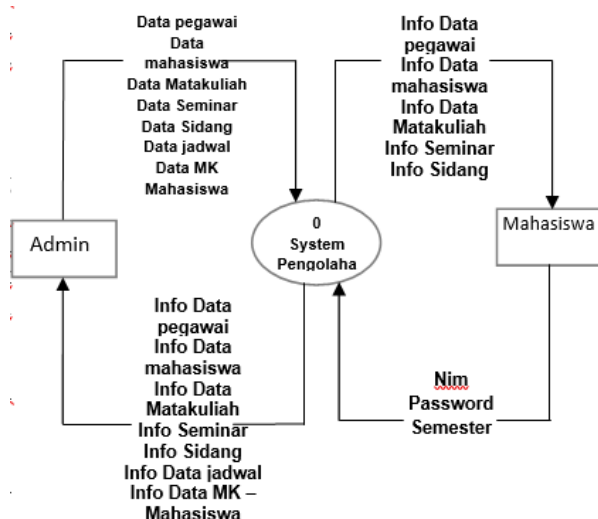 Data pegawai
Data
mahasiswa
Data Matakuliah
Data Seminar
Data Sidang
Data jadwal
Data MK
Mahasiswa
Info Data
pegawai
Info Data
mahasiswa
Info Data
Matakuliah
Info Seminar
Info Sidang
Admin
0
System
Pengolaha
Mahasiswa
Info Data
pegawai
Info Data
mahasiswa
Info Data
Matakuliah
Info Seminar
Info Sidang
Info Data jadwal
Info Data MK –
Mahasiswa
Nim
Password
Semester